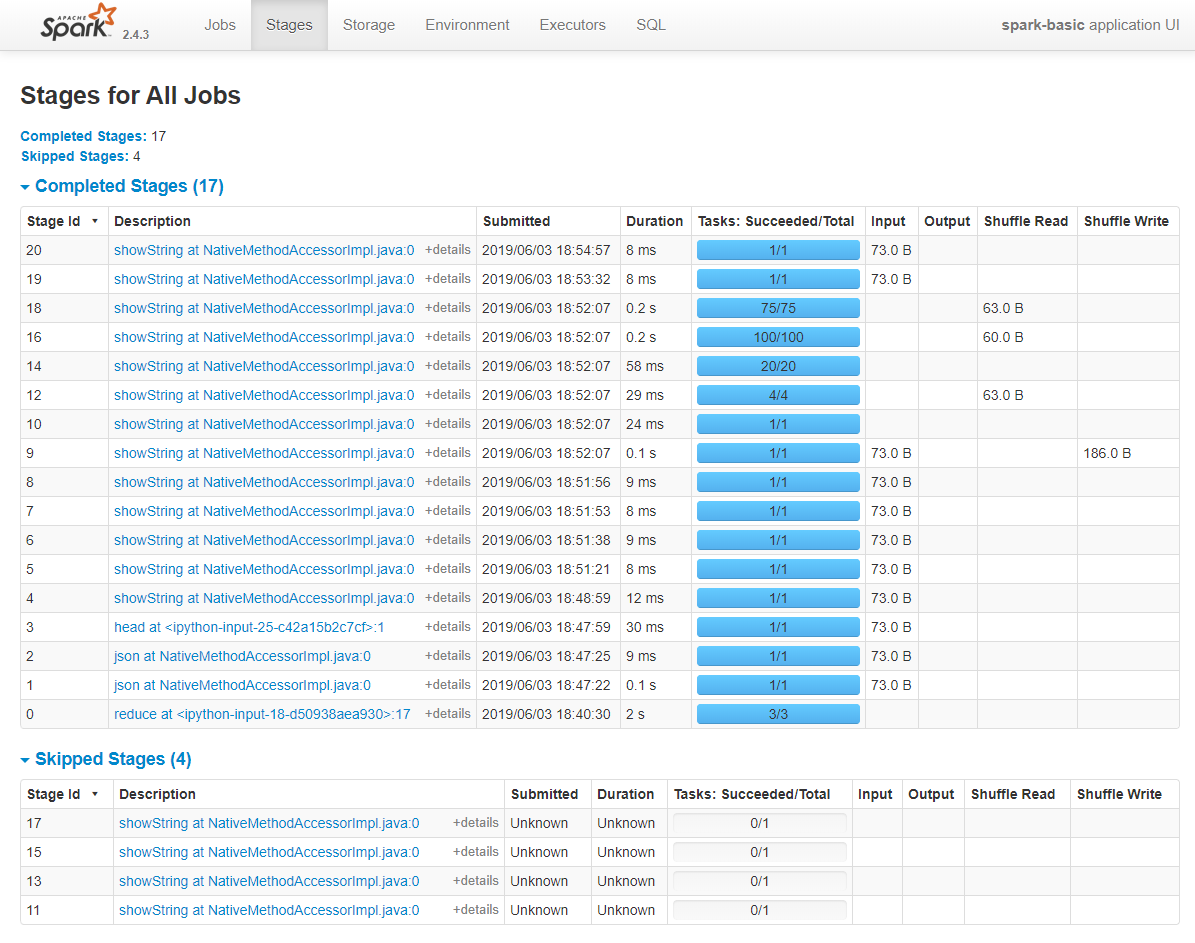 APACHE Spark 2.4.3 Jobs Stages Storage Environment Executors SQL spark-basic application UI
Stages for All Jobs
Completed Stages: 17
Skipped Stages: 4
Completed Stages (17)
Stage Id Description Submitted Duration Tasks: Succeeded/Total Input Output Shuffle Read Shuffle Write
20 showString at NativeMethodAccessorImpl.java:0 +details 2019/06/03 18:54:57 8 ms 1/1 73.0 B
19 showString at NativeMethodAccessorImpl.java:0 +details 2019/06/03 18:53:32 8 ms 1/1 73.0 B
18 showString at NativeMethodAccessorImpl.java:0 +details 2019/06/03 18:52:07 0.2 s 75/75 63.0 B
16 showString at NativeMethodAccessorImpl.java:0 +details 2019/06/03 18:52:07 0.2 s 100/100 60.0 B
14 showString at NativeMethodAccessorImpl.java:0 +details 2019/06/03 18:52:07 58 ms 20/20
12 showString at NativeMethodAccessorImpl.java:0 +details 2019/06/03 18:52:07 29 ms 4/4 63.0 B
10 showString at NativeMethodAccessorImpl.java:0 +details 2019/06/03 18:52:07 24 ms 1/1
9 showString at NativeMethodAccessorImpl.java:0 +details 2019/06/03 18:52:07 0.1 s 1/1 73.0 B 186.0 B
8 showString at NativeMethodAccessorImpl.java:0 +details 2019/06/03 18:51:56 9 ms 1/1 73.0 B
7 showString at NativeMethodAccessorImpl.java:0 +details 2019/06/03 18:51:53 8 ms 1/1 73.0 B
6 showString at NativeMethodAccessorImpl.java:0 +details 2019/06/03 18:51:38 9 ms 1/1 73.0 B
5 showString at NativeMethodAccessorImpl.java:0 +details 2019/06/03 18:51:21 8 ms 1/1 73.0 B
4 showString at NativeMethodAccessorImpl.java:0 +details 2019/06/03 18:48:59 12 ms 1/1 73.0 B
3 head at <ipython-input-25-c42a15b2c7cf>:1 +details 2019/06/03 18:47:59 30 ms 1/1 73.0 B
2 json at NativeMethodAccessorImpl.java:0 +details 2019/06/03 18:47:25 9 ms 1/1 73.0 B
1 json at NativeMethodAccessorImpl.java:0 +details 2019/06/03 18:47:22 0.1 s 1/1 73.0 B
0 reduce at <ipython-input-18-d50938aea930>:17 +details 2019/06/03 18:40:30 2 s 3/3
Skipped Stages (4)
Stage Id Description Submitted Duration Tasks: Succeeded/Total Input Output Shuffle Read Shuffle Write
17 showString at NativeMethodAccessorImpl.java:0 +details Unknown Unknown 0/1
15 showString at NativeMethodAccessorImpl.java:0 +details Unknown Unknown 0/1
13 showString at NativeMethodAccessorImpl.java:0 +details Unknown Unknown 0/1
11 showString at NativeMethodAccessorImpl.java:0 +details Unknown Unknown 0/1